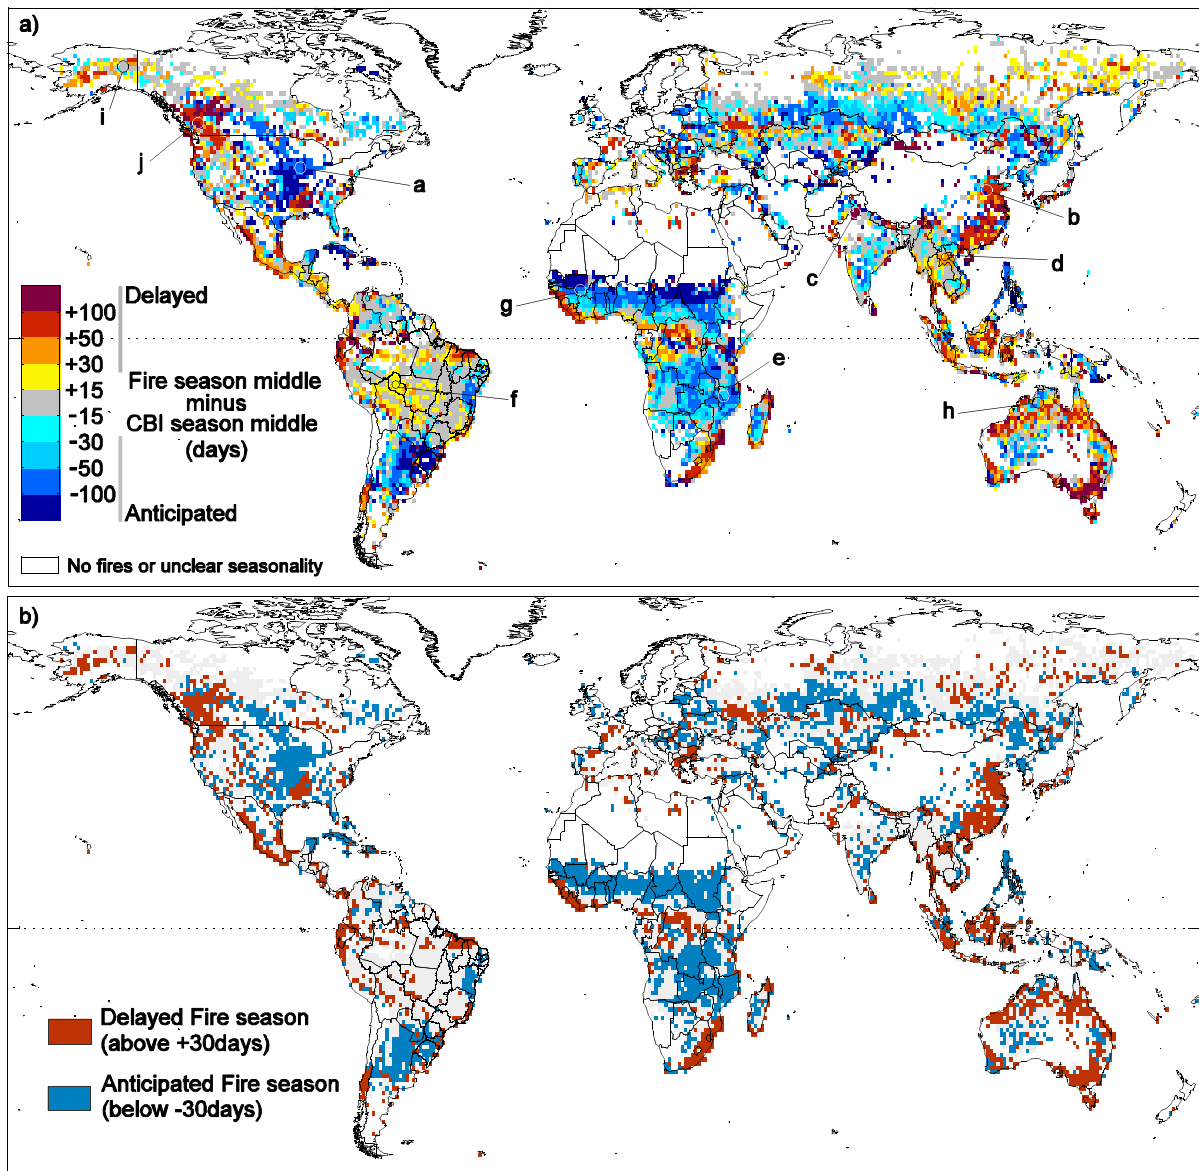 a)
i
j
a
b
c
d
g
e
f
h
Delayed
+100
+50
+30
+15
-15
-30
-50
-100
Fire season middle
minus
CBI season middle
(days)
Anticipated
No fires or unclear seasonality
b)
Delayed Fire season
(above +30days)
Anticipated Fire season
(below -30days)